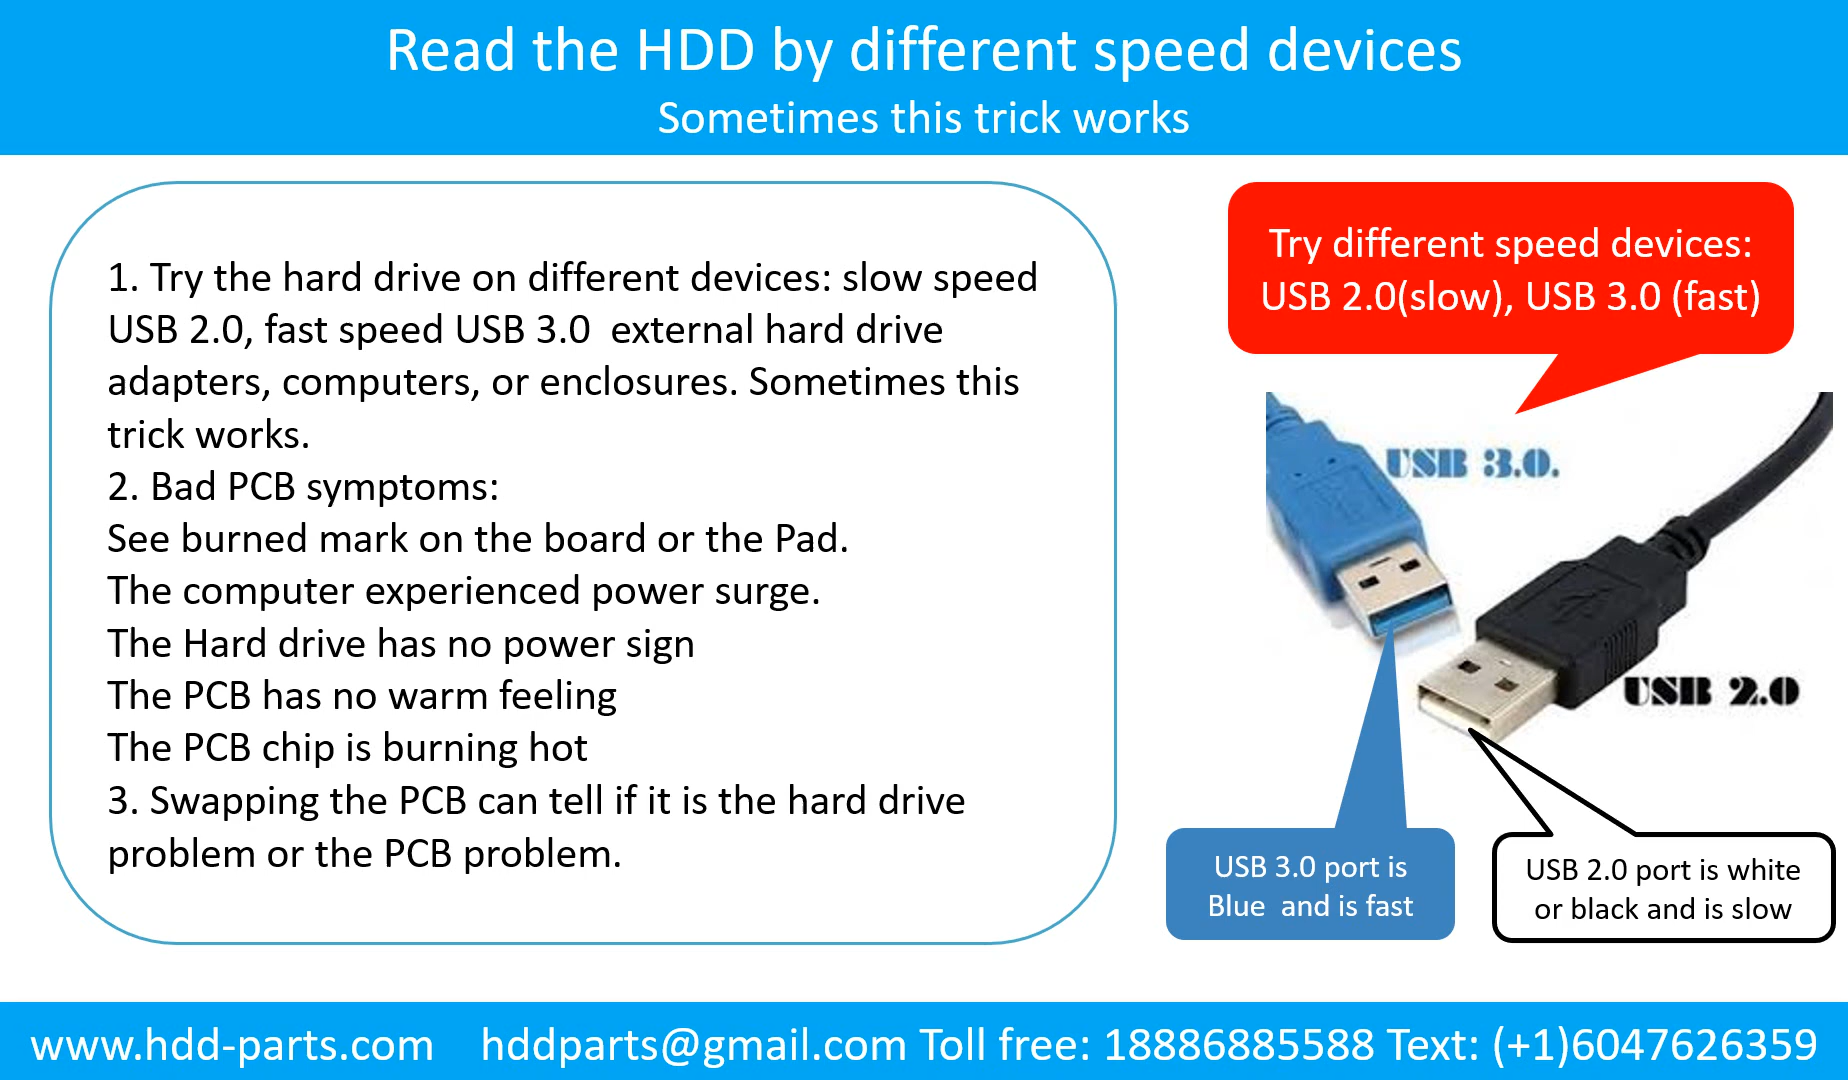 Read the HDD by different speed devices
Sometimes this trick works
1. Try the hard drive on different devices: slow speed
USB 2.0, fast speed USB 3.0  external hard drive
adapters, computers, or enclosures. Sometimes this
trick works.
2. Bad PCB symptoms:
See burned mark on the board or the Pad.
The computer experienced power surge.
The Hard drive has no power sign
The PCB has no warm feeling
The PCB chip is burning hot
3. Swapping the PCB can tell if it is the hard drive
problem or the PCB problem.
Try different speed devices:
USB 2.0(slow), USB 3.0 (fast)
USB 3.0.
USB 2.0
USB 3.0 port is
Blue  and is fast
USB 2.0 port is white
or black and is slow
www.hdd-parts.com    hddparts@gmail.com Toll free: 18886885588 Text: (+1)6047626359